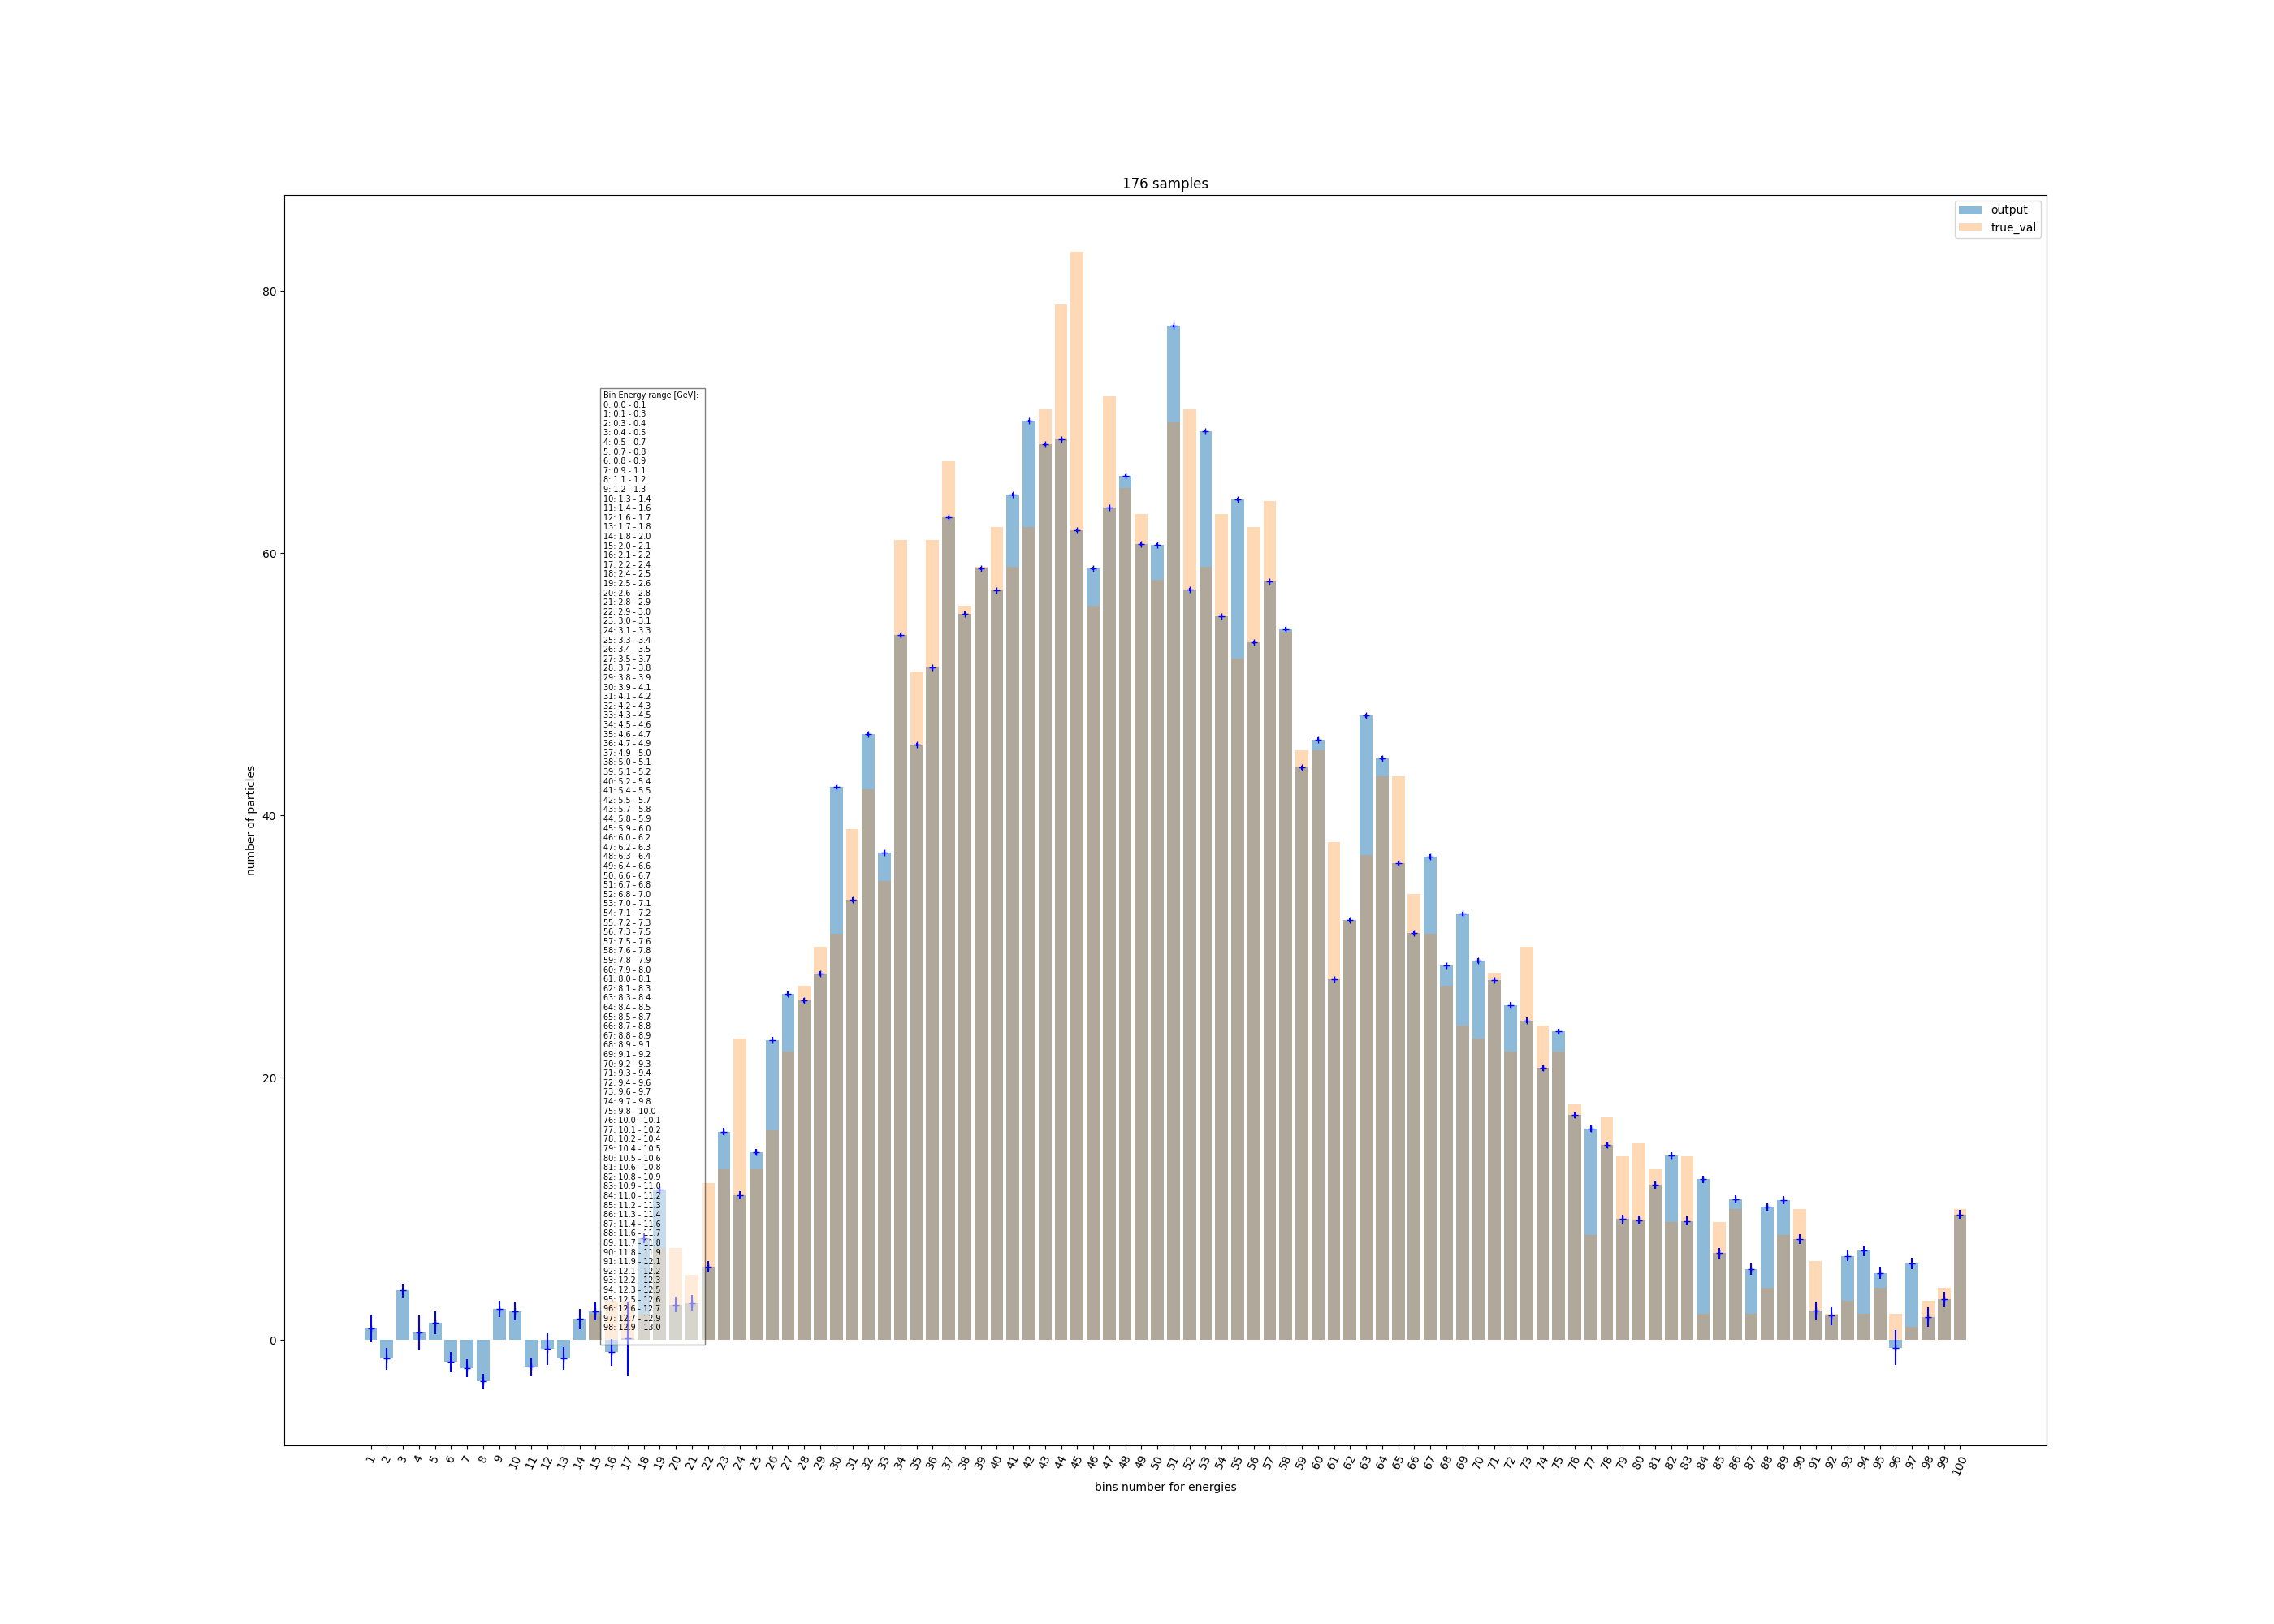 176 samples
output
true_val
80
60
40
20
0
number of particles
Bin Energy range [GeV]:
0: 0.0 - 0.1
1: 0.1 - 0.3
2: 0.3 - 0.4
3: 0.4 - 0.5
4: 0.5 - 0.7
5: 0.7 - 0.8
6: 0.8 - 0.9
7: 0.9 - 1.1
8: 1.1 - 1.2
9: 1.2 - 1.3
10: 1.3 - 1.4
11: 1.4 - 1.6
12: 1.6 - 1.7
13: 1.7 - 1.8
14: 1.8 - 2.0
15: 2.0 - 2.1
16: 2.1 - 2.2
17: 2.2 - 2.4
18: 2.4 - 2.5
19: 2.5 - 2.6
20: 2.6 - 2.8
21: 2.8 - 2.9
22: 2.9 - 3.0
23: 3.0 - 3.1
24: 3.1 - 3.3
25: 3.3 - 3.4
26: 3.4 - 3.5
27: 3.5 - 3.7
28: 3.7 - 3.8
29: 3.8 - 3.9
30: 3.9 - 4.1
31: 4.1 - 4.2
32: 4.2 - 4.3
33: 4.3 - 4.5
34: 4.5 - 4.6
35: 4.6 - 4.7
36: 4.7 - 4.9
37: 4.9 - 5.0
38: 5.0 - 5.1
39: 5.1 - 5.2
40: 5.2 - 5.4
41: 5.4 - 5.5
42: 5.5 - 5.7
43: 5.7 - 5.8
44: 5.8 - 5.9
45: 5.9 - 6.0
46: 6.0 - 6.2
47: 6.2 - 6.3
48: 6.3 - 6.4
49: 6.4 - 6.6
50: 6.6 - 6.7
51: 6.7 - 6.8
52: 6.8 - 7.0
53: 7.0 - 7.1
54: 7.1 - 7.2
55: 7.2 - 7.3
56: 7.3 - 7.5
57: 7.5 - 7.6
58: 7.6 - 7.8
59: 7.8 - 7.9
60: 7.9 - 8.0
61: 8.0 - 8.1
62: 8.1 - 8.3
63: 8.3 - 8.4
64: 8.4 - 8.5
65: 8.5 - 8.7
66: 8.7 - 8.8
67: 8.8 - 8.9
68: 8.9 - 9.1
69: 9.1 - 9.2
70: 9.2 - 9.3
71: 9.3 - 9.4
72: 9.4 - 9.6
73: 9.6 - 9.7
74: 9.7 - 9.8
75: 9.8 - 10.0
76: 10.0 - 10.1
77: 10.1 - 10.2
78: 10.2 - 10.4
79: 10.4 - 10.5
80: 10.5 - 10.6
81: 10.6 - 10.8
82: 10.8 - 10.9
83: 10.9 - 11.0
84: 11.0 - 11.2
85: 11.2 - 11.3
86: 11.3 - 11.4
87: 11.4 - 11.6
88: 11.6 - 11.7
89: 11.7 - 11.8
90: 11.8 - 11.9
91: 11.9 - 12.1
92: 12.1 - 12.2
93: 12.2 - 12.3
94: 12.3 - 12.5
95: 12.5 - 12.6
96: 12.6 - 12.7
97: 12.7 - 12.9
98: 12.9 - 13.0
1 2 3 4 5 6 7 8 9 10 11 12 13 14 15 16 17 18 19 20 21 22 23 24 25 26 27 28 29 30 31 32 33 34 35 36 37 38 39 40 41 42 43 44 45 46 47 48 49 50 51 52 53 54 55 56 57 58 59 60 61 62 63 64 65 66 67 68 69 70 71 72 73 74 75 76 77 78 79 80 81 82 83 84 85 86 87 88 89 90 91 92 93 94 95 96 97 98 99 100
bins number for energies